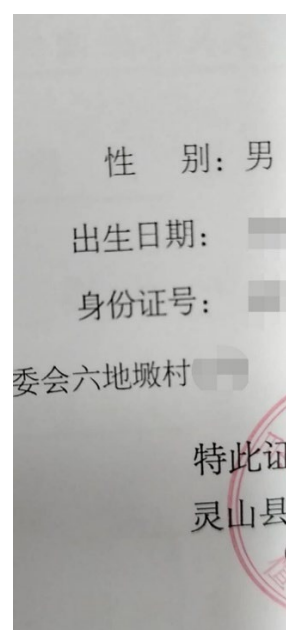 性 别：男
出生日期：
身份证号：
委会六地墩村
特此证
灵山县